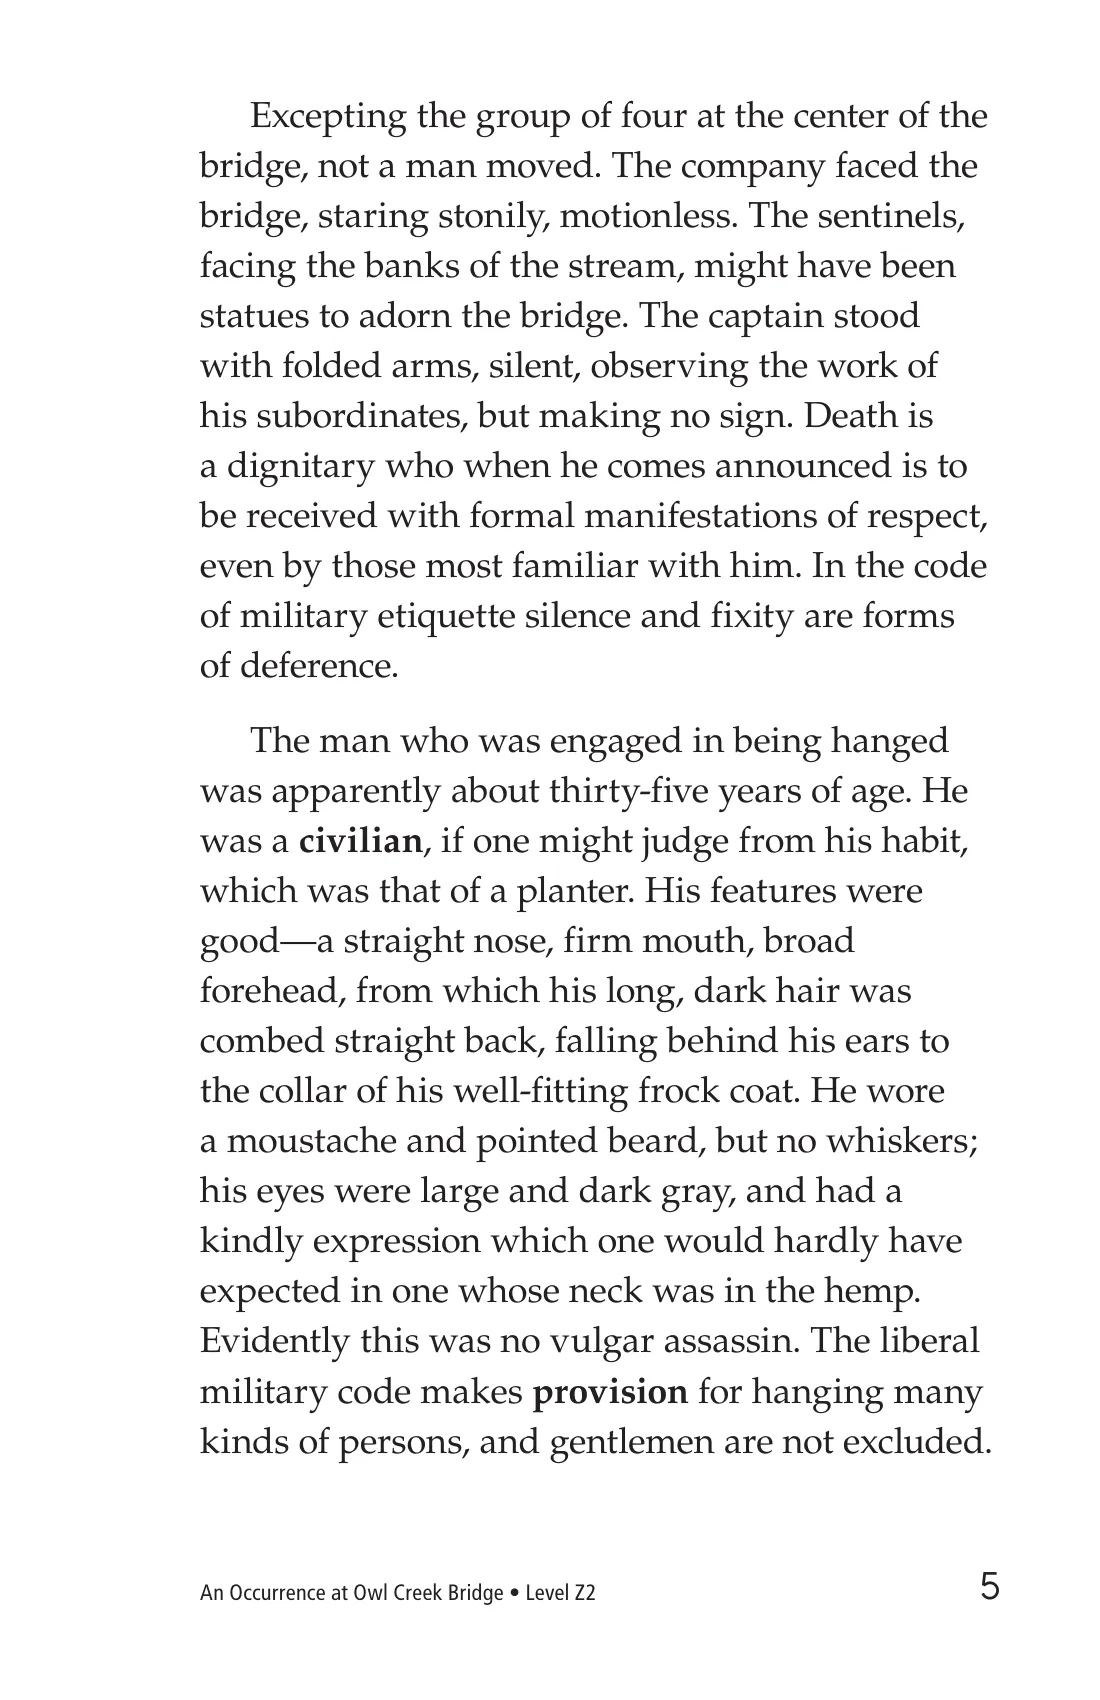 Excepting the group of four at the center of the
bridge, not a man moved. The company faced the
bridge, staring stonily, motionless. The sentinels,
facing the banks of the stream, might have been
statues to adorn the bridge. The captain stood
with folded arms, silent, observing the work of
his subordinates, but making no sign. Death is
a dignitary who when he comes announced is to
be received with formal manifestations of respect,
even by those most familiar with him. In the code
of military etiquette silence and fixity are forms
of deference.
The man who was engaged in being hanged
was apparently about thirty-five years of age. He
was a civilian, if one might judge from his habit,
which was that of a planter. His features were
good—a straight nose, firm mouth, broad
forehead, from which his long, dark hair was
combed straight back, falling behind his ears to
the collar of his well-fitting frock coat. He wore
a moustache and pointed beard, but no whiskers;
his eyes were large and dark gray, and had a
kindly expression which one would hardly have
expected in one whose neck was in the hemp.
Evidently this was no vulgar assassin. The liberal
military code makes provision for hanging many
kinds of persons, and gentlemen are not excluded.
An Occurrence at Owl Creek Bridge • Level Z2
5